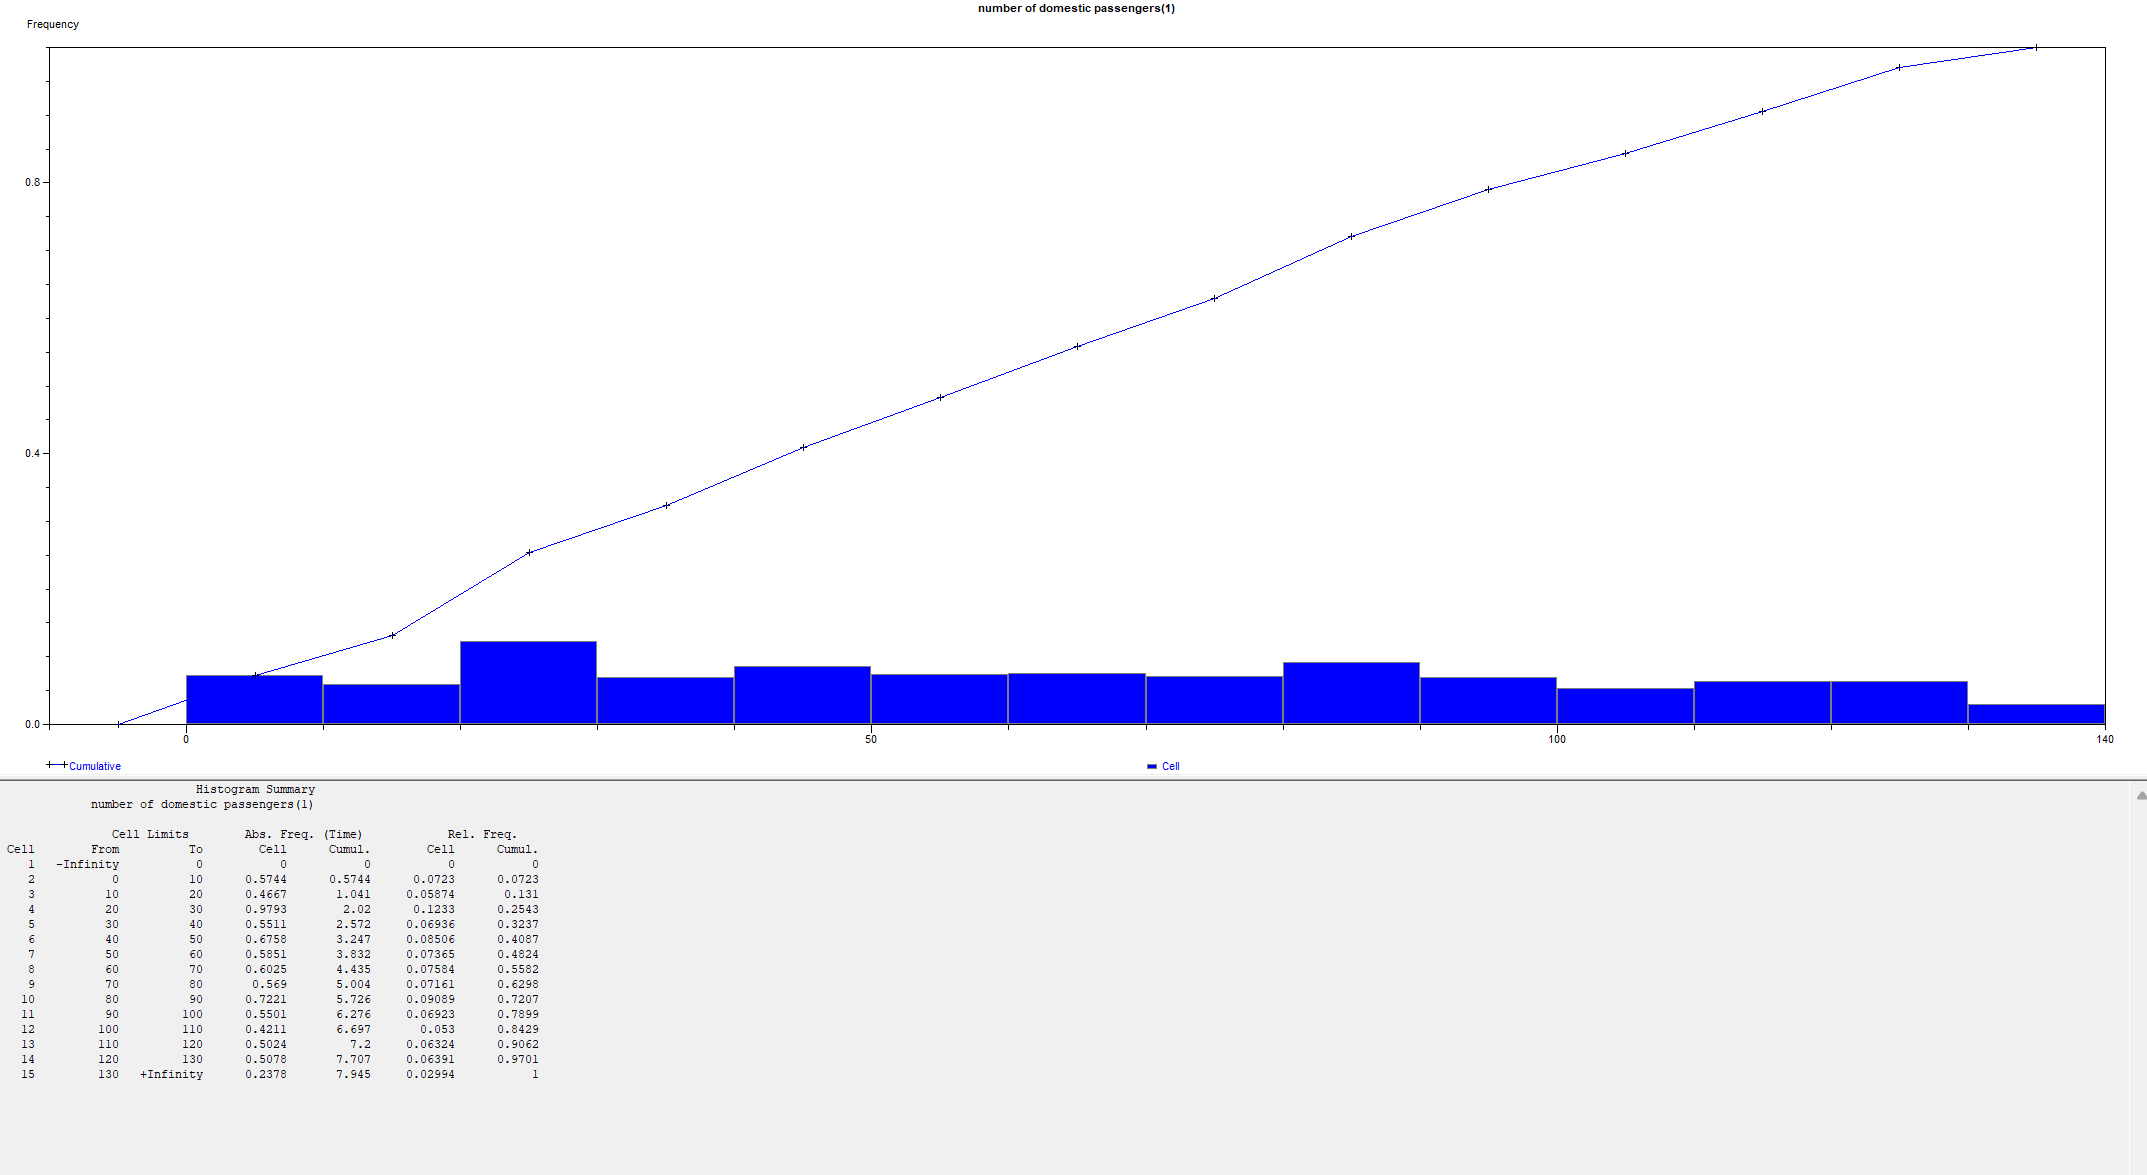 number of domestic passengers(1)
Frequency
0.8
0.4
0.0
0 50 100 140
Cumulative Cell
Histogram Summary
number of domestic passengers(1)
Cell Limits Abs. Freq. (Time) Rel. Freq.
Cell From To Cell Cumul. Cell Cumul.
1 -Infinity 0 0 0 0 0
2 0 10 0.5744 0.5744 0.0723 0.0723
3 10 20 0.4667 1.041 0.05874 0.131
4 20 30 0.9793 2.02 0.1233 0.2543
5 30 40 0.5511 2.572 0.06936 0.3237
6 40 50 0.6758 3.247 0.08506 0.4087
7 50 60 0.5851 3.832 0.07365 0.4824
8 60 70 0.6025 4.435 0.07584 0.5582
9 70 80 0.569 5.004 0.07161 0.6298
10 80 90 0.7221 5.726 0.09089 0.7207
11 90 100 0.5501 6.276 0.06923 0.7899
12 100 110 0.4211 6.697 0.053 0.8429
13 110 120 0.5024 7.2 0.06324 0.9062
14 120 130 0.5078 7.707 0.06391 0.9701
15 130 +Infinity 0.2378 7.945 0.02994 1